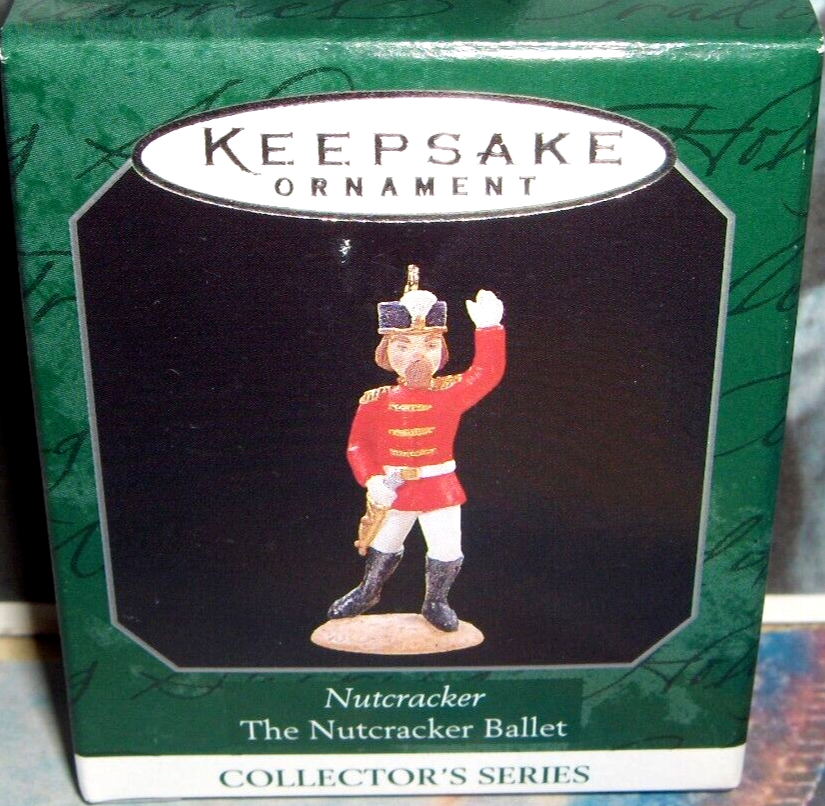 KEEPSAKE
ORNAMENT
Nutcracker
The Nutcracker Ballet
COLLECTOR'S SERIES